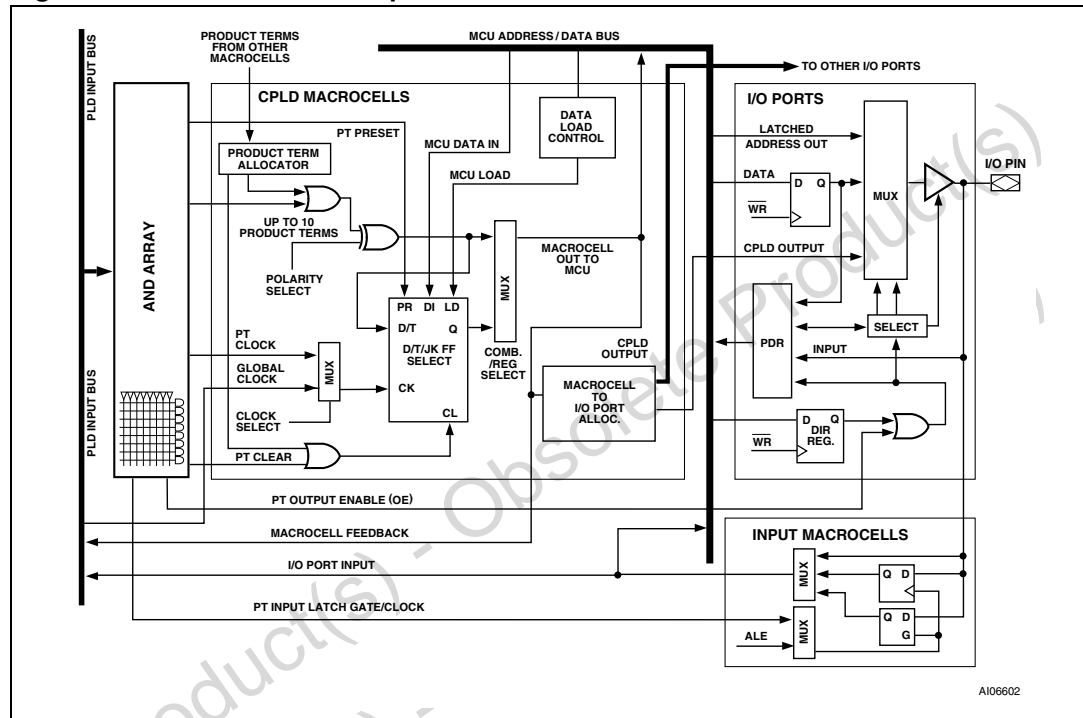 PRODUCT TERMS
FROM OTHER
MACROCELLS
MCU ADDRESS / DATA BUS
TO OTHER I/O PORTS
PLD INPUT BUS
PLD INPUT BUS
AND ARRAY
CPLD MACROCELLS
PT PRESET
PRODUCT TERM
ALLOCATOR
MCU DATA IN
MCU LOAD
DATA
LOAD
CONTROL
UP TO 10
PRODUCT TERMS
POLARITY
SELECT
MUX
MACROCELL
OUT TO
MCU
PR DI LD
D/T Q
D/T/JK FF
SELECT
CK
CL
COMB.
/REG
SELECT
PT
CLOCK
GLOBAL
CLOCK
CLOCK
SELECT
MUX
PT CLEAR
CPLD
OUTPUT
MACROCELL
TO
I/O PORT
ALLOC.
I/O PORTS
LATCHED
ADDRESS OUT
DATA
D Q
WR
MUX
I/O PIN
CPLD OUTPUT
SELECT
PDR
INPUT
D Q
DIR
REG.
WR
PT OUTPUT ENABLE (OE)
MACROCELL FEEDBACK
I/O PORT INPUT
PT INPUT LATCH GATE/CLOCK
INPUT MACROCELLS
MUX
Q D
Q D
G
ALE
MUX
AI06602
Product(s) - Obsolete Product(s)